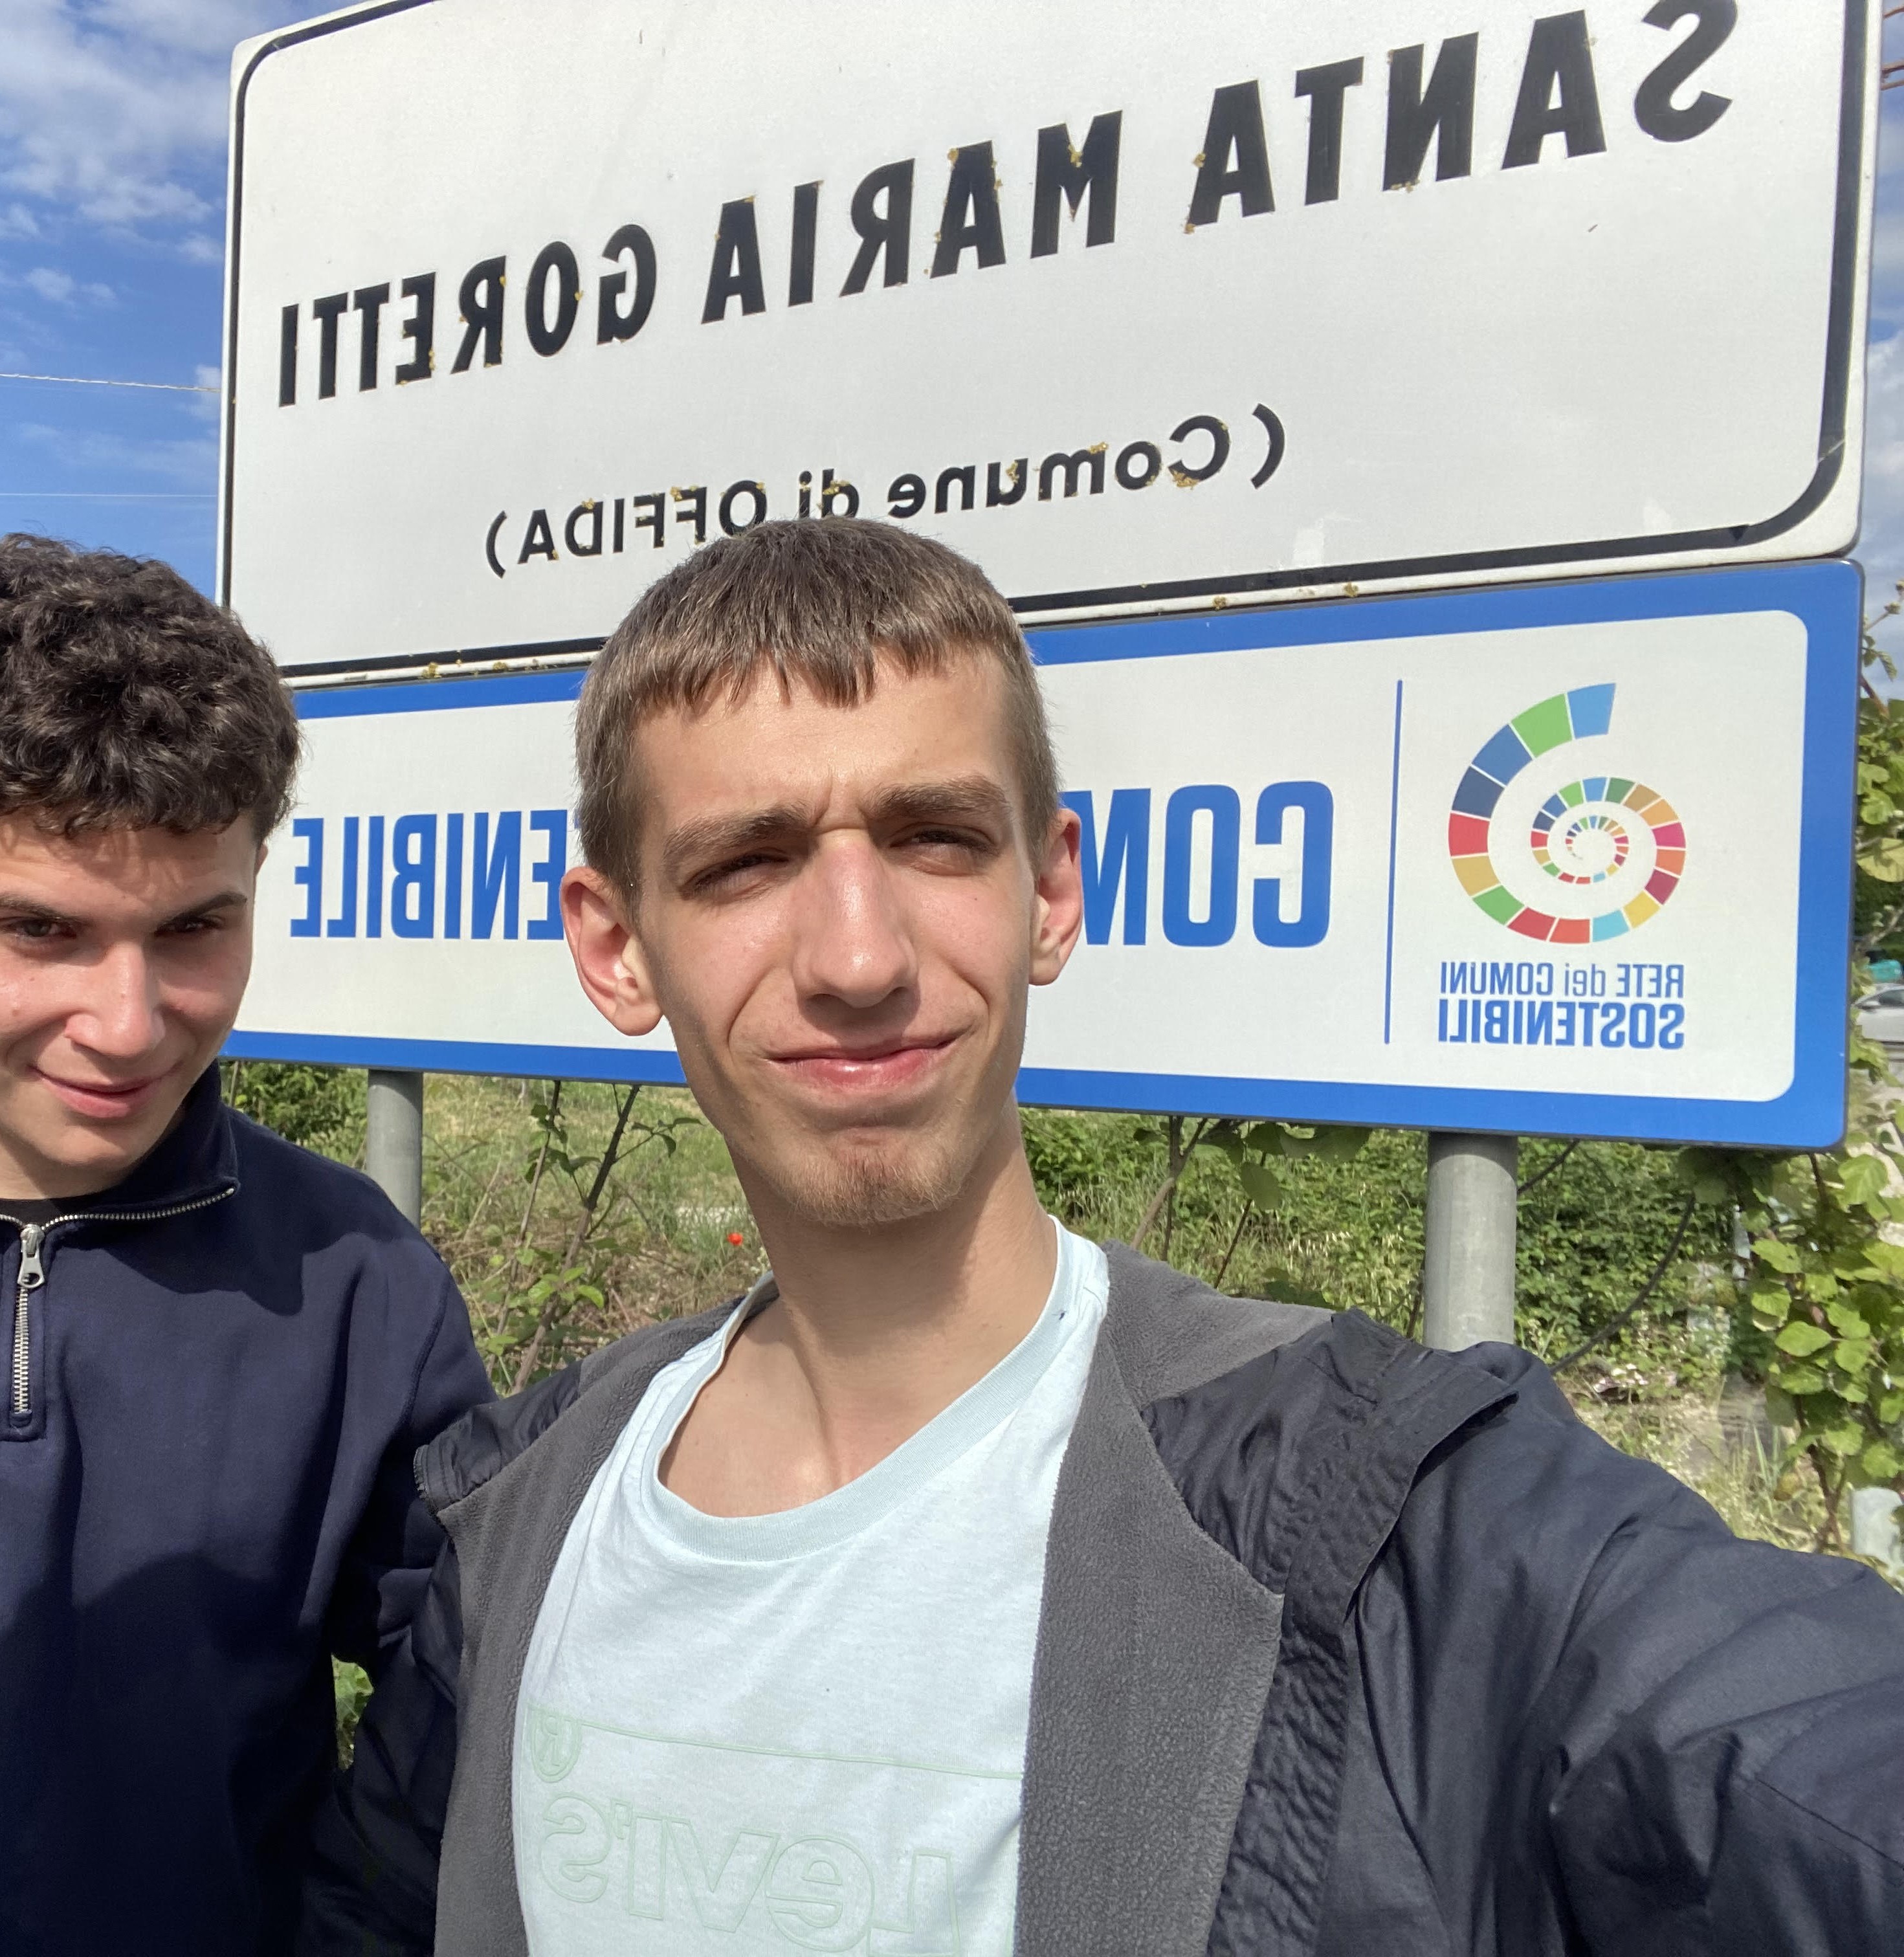 SANTA MARIA GORETTI
(Comune di OFFIDA)
RETE dei COMUNI
SOSTENIBILI
Levi's
®